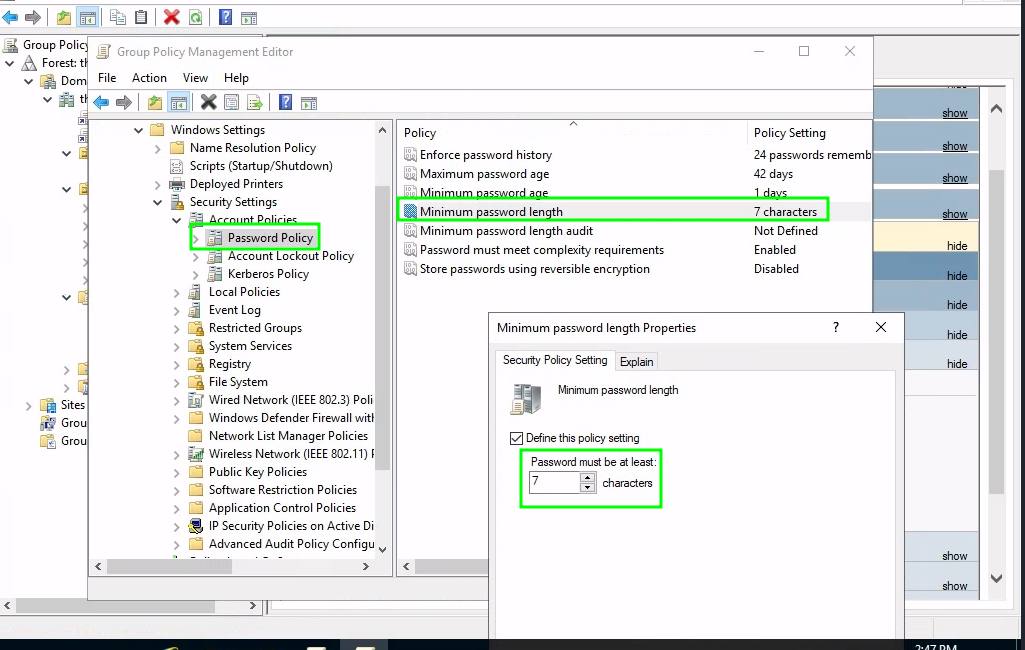 Group Policy Management Editor
File Action View Help
Group Policy
Forest: th
Dom
th
Sites
Grou
Grou
Windows Settings
Name Resolution Policy
Scripts (Startup/Shutdown)
Deployed Printers
Security Settings
Account Policies
Password Policy
Account Lockout Policy
Kerberos Policy
Local Policies
Event Log
Restricted Groups
System Services
Registry
File System
Wired Network (IEEE 802.3) Poli
Windows Defender Firewall with
Network List Manager Policies
Wireless Network (IEEE 802.11) P
Public Key Policies
Software Restriction Policies
Application Control Policies
IP Security Policies on Active Di
Advanced Audit Policy Configu
Policy Policy Setting
Enforce password history 24 passwords rememb
Maximum password age 42 days
Minimum password age 1 days
Minimum password length 7 characters
Minimum password length audit Not Defined
Password must meet complexity requirements Enabled
Store passwords using reversible encryption Disabled
show
show
show
show
hide
hide
hide
hide
hide
show
show
Minimum password length Properties
?
Security Policy Setting Explain
Minimum password length
Define this policy setting
Password must be at least:
7 characters
2:47 PM